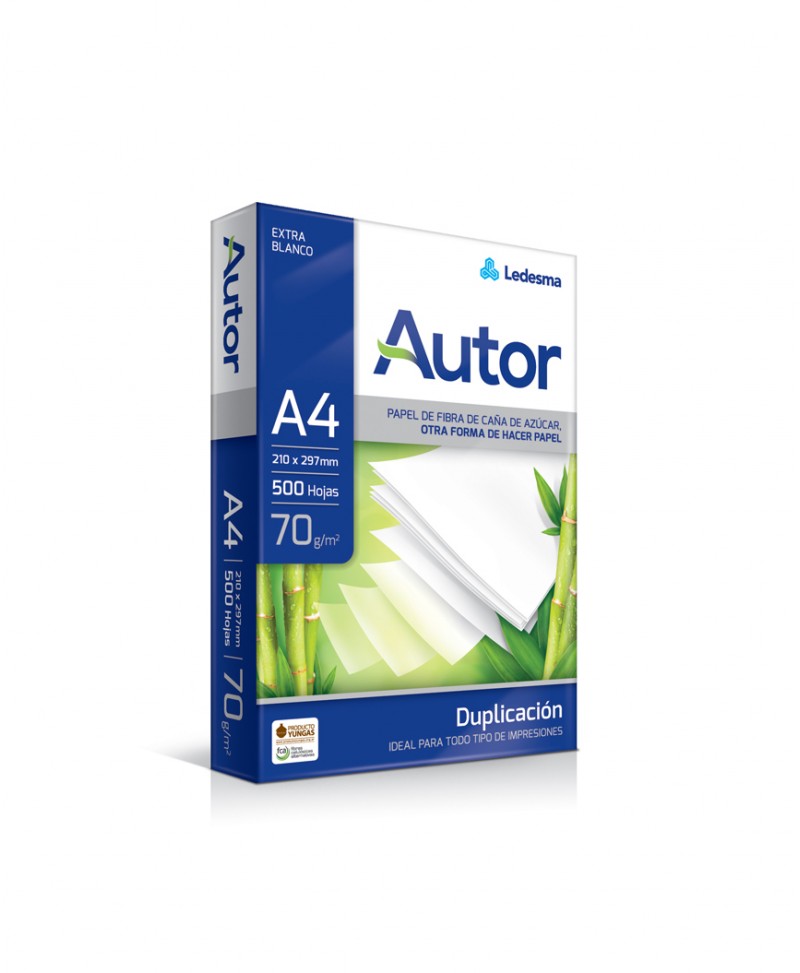 EXTRA
BLANCO
Ledesma
Autor
PAPEL DE FIBRA DE CAÑA DE AZÚCAR,
OTRA FORMA DE HACER PAPEL
A4
210 x 297mm
500 Hojas
70 g/m²
Duplicación
IDEAL PARA TODO TIPO DE IMPRESIONES
PRODUCTO
YUNGAS
fca
Autor
A4
210 x 297mm
500 Hojas
70 g/m²